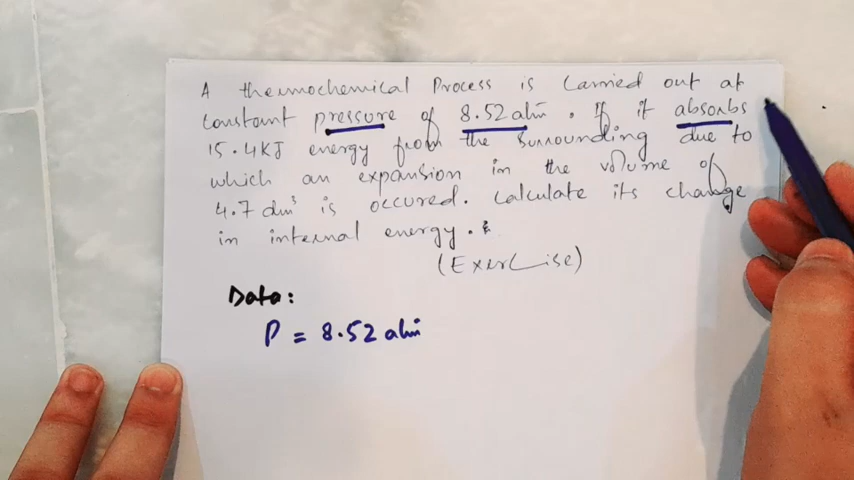 A thermochemical Process is Carried out at
Constant pressure of 8.52 atm. If it absorbs
15.4KJ energy from the surrounding due to
which an expansion in the volume of
4.7 dm³ is occured. Calculate its change
in internal energy.
(Exercise)
Data:
P = 8.52 atm